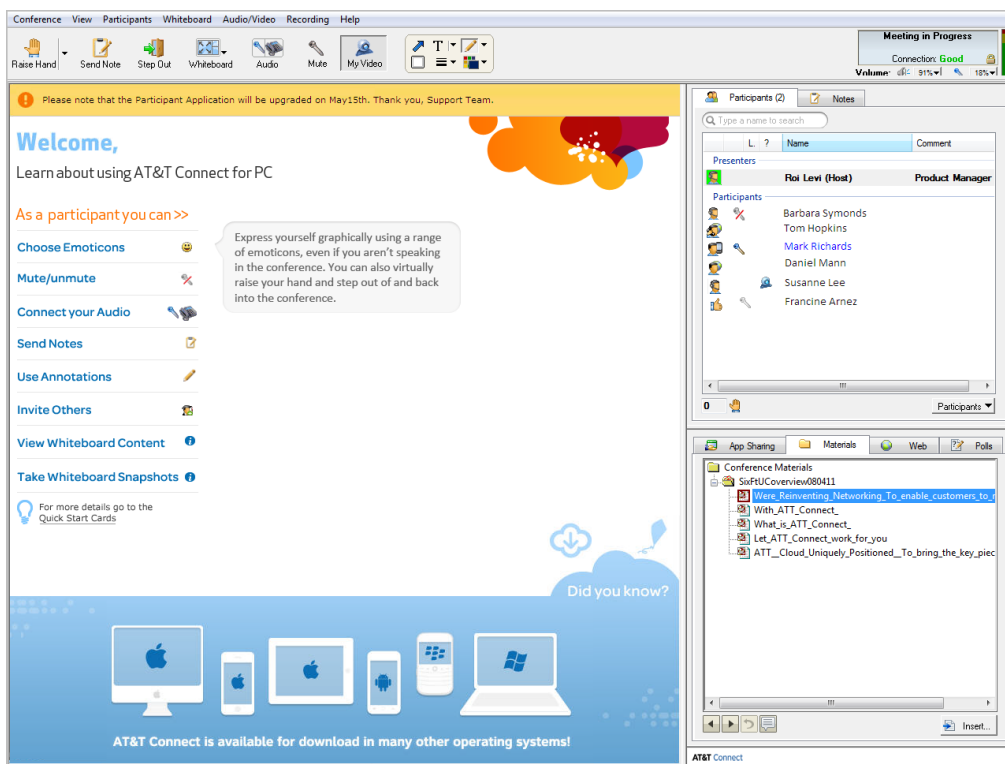 Conference View Participants Whiteboard Audio/Video Recording Help
Raise Hand Send Note Step Out Whiteboard Audio Mute My Video
T
Meeting in Progress
Connection: Good
Volume: 91% 18%
Please note that the Participant Application will be upgraded on May15th. Thank you, Support Team.
Welcome,
Learn about using AT&T Connect for PC
As a participant you can >>
Choose Emoticons
Mute/unmute
Connect your Audio
Send Notes
Use Annotations
Invite Others
View Whiteboard Content
Take Whiteboard Snapshots
For more details go to the
Quick Start Cards
Express yourself graphically using a range
of emoticons, even if you aren't speaking
in the conference. You can also virtually
raise your hand and step out of and back
into the conference.
Did you know?
AT&T Connect is available for download in many other operating systems!
Participants (2) Notes
Type a name to search
L. ? Name Comment
Presenters
Roi Levi (Host) Product Manager
Participants
Barbara Symonds
Tom Hopkins
Mark Richards
Daniel Mann
Susanne Lee
Francine Arnez
0 Participants
App Sharing Materials Web Polls
Conference Materials
SixFtUCoverview080411
Were_Reinventing_Networking_To_enable_customers_to_r
With_ATT_Connect_
What_is_ATT_Connect_
Let_ATT_Connect_work_for_you
ATT__Cloud_Uniquely_Positioned__To_bring_the_key_piec
Insert...
AT&T Connect